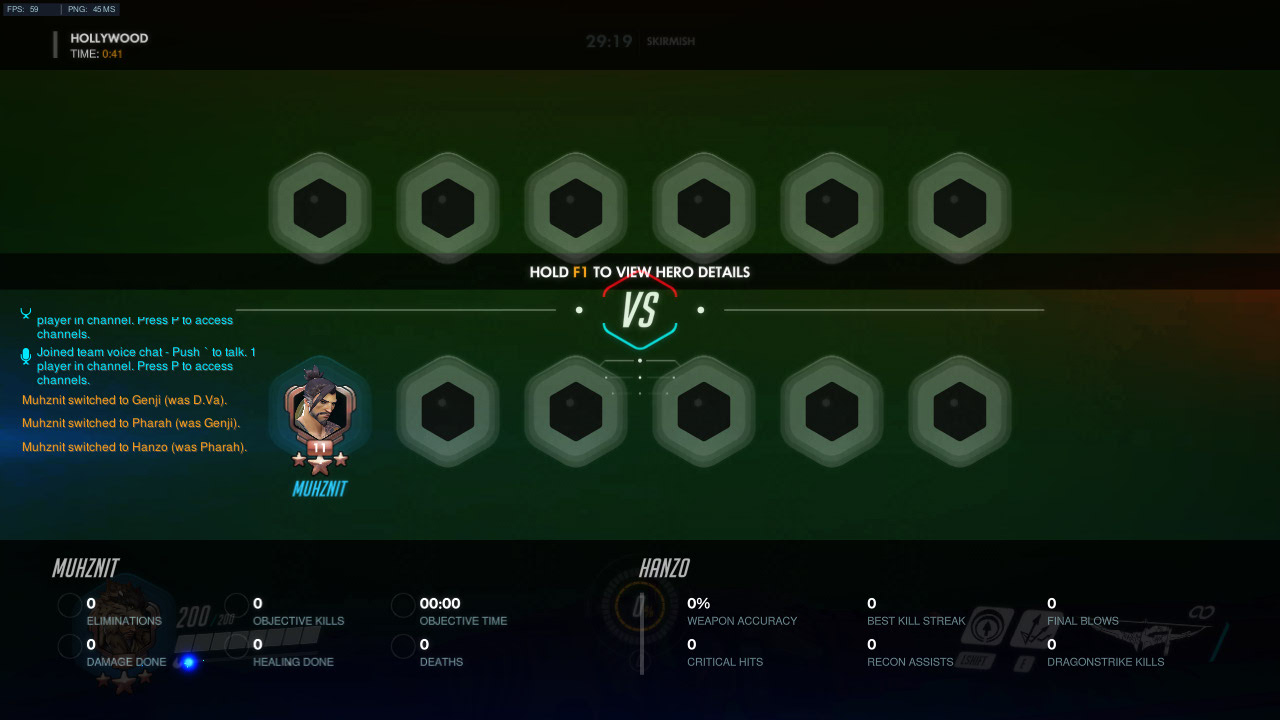 FPS: 59 | PNG: 45 MS
HOLLYWOOD
TIME: 0:41
29:19 | SKIRMISH
HOLD F1 TO VIEW HERO DETAILS
VS
player in channel. Press P to access
channels.
Joined team voice chat - Push ` to talk. 1
player in channel. Press P to access
channels.
Muhznit switched to Genji (was D.Va).
Muhznit switched to Pharah (was Genji).
Muhznit switched to Hanzo (was Pharah).
11
MUHZNIT
MUHZNIT
HANZO
0
ELIMINATIONS
0
OBJECTIVE KILLS
00:00
OBJECTIVE TIME
0%
WEAPON ACCURACY
0
BEST KILL STREAK
0
FINAL BLOWS
200/200
0
DAMAGE DONE
0
HEALING DONE
0
DEATHS
0
CRITICAL HITS
0
RECON ASSISTS
0
DRAGONSTRIKE KILLS
LSHIFT
E